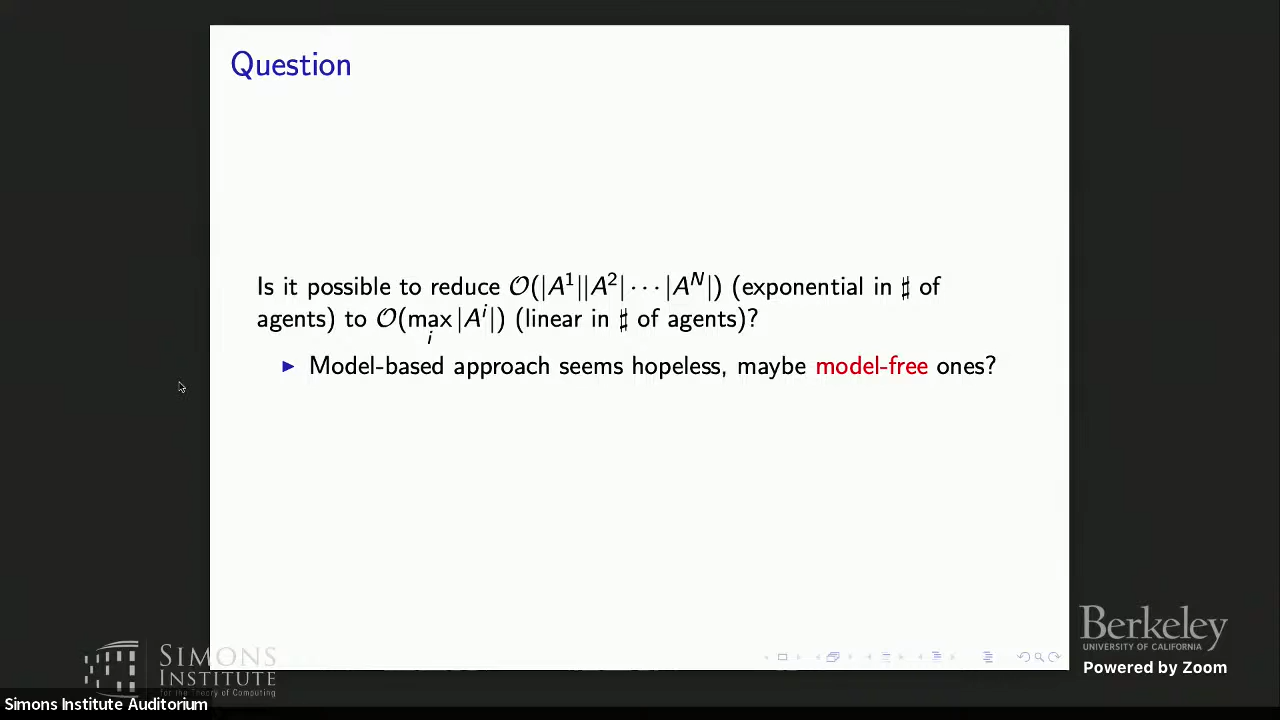 Question
Is it possible to reduce 𝒪(|A¹||A²| · · · |Aᴺ|) (exponential in ♯ of
agents) to 𝒪(max |Aⁱ|) (linear in ♯ of agents)?
i
▶ Model-based approach seems hopeless, maybe model-free ones?
Berkeley
UNIVERSITY OF CALIFORNIA
Powered by Zoom
SIMONS
INSTITUTE
for the Theory of Computing
Simons Institute Auditorium